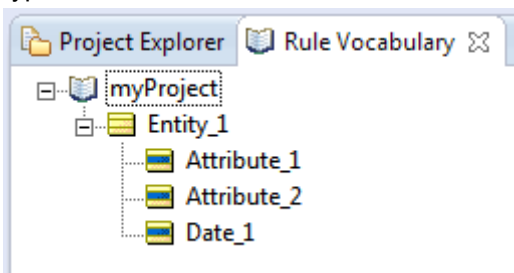 Project Explorer Rule Vocabulary
myProject
Entity_1
Attribute_1
Attribute_2
Date_1